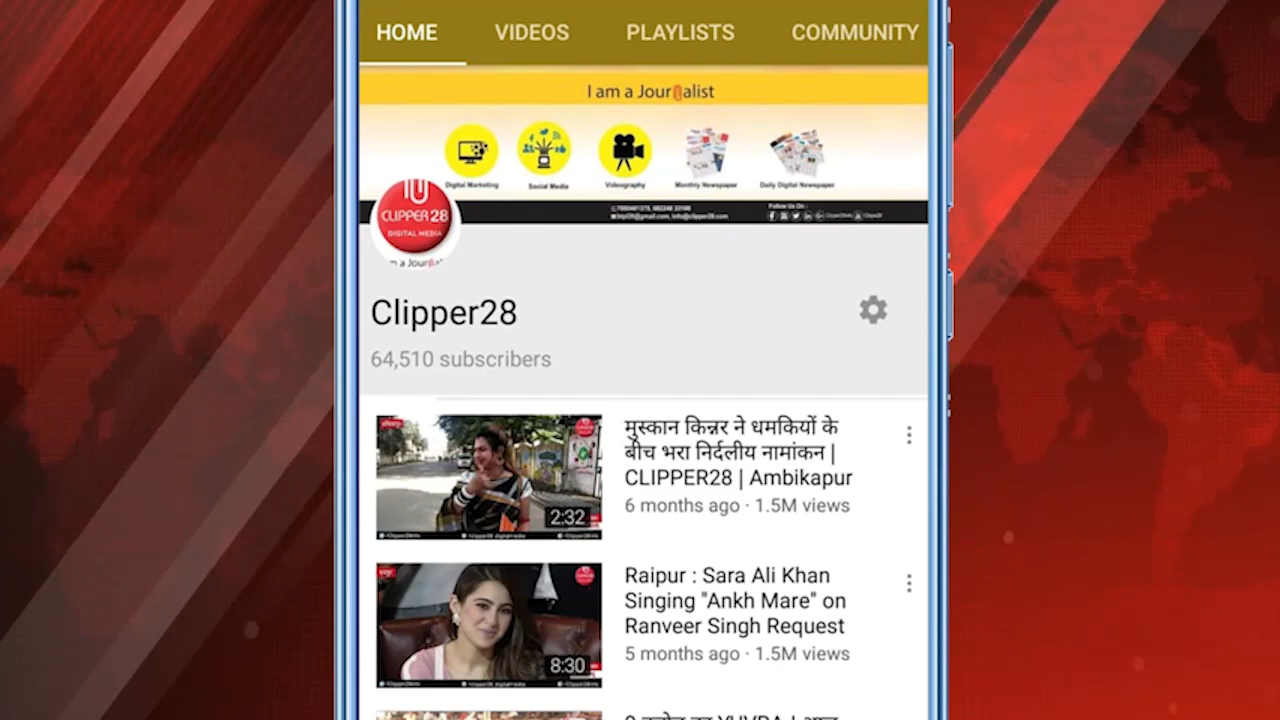 HOME VIDEOS PLAYLISTS COMMUNITY
I am a Journalist
Digital Marketing Social Media Videography Monthly Newspaper Daily Digital Newspaper
Follow Us On :
CLIPPER28
DIGITAL MEDIA
Clipper28
64,510 subscribers
मुस्कान किन्नर ने धमकियों के
बीच भरा निर्दलीय नामांकन |
CLIPPER28 | Ambikapur
6 months ago · 1.5M views
2:32
Raipur : Sara Ali Khan
Singing "Ankh Mare" on
Ranveer Singh Request
5 months ago · 1.5M views
8:30